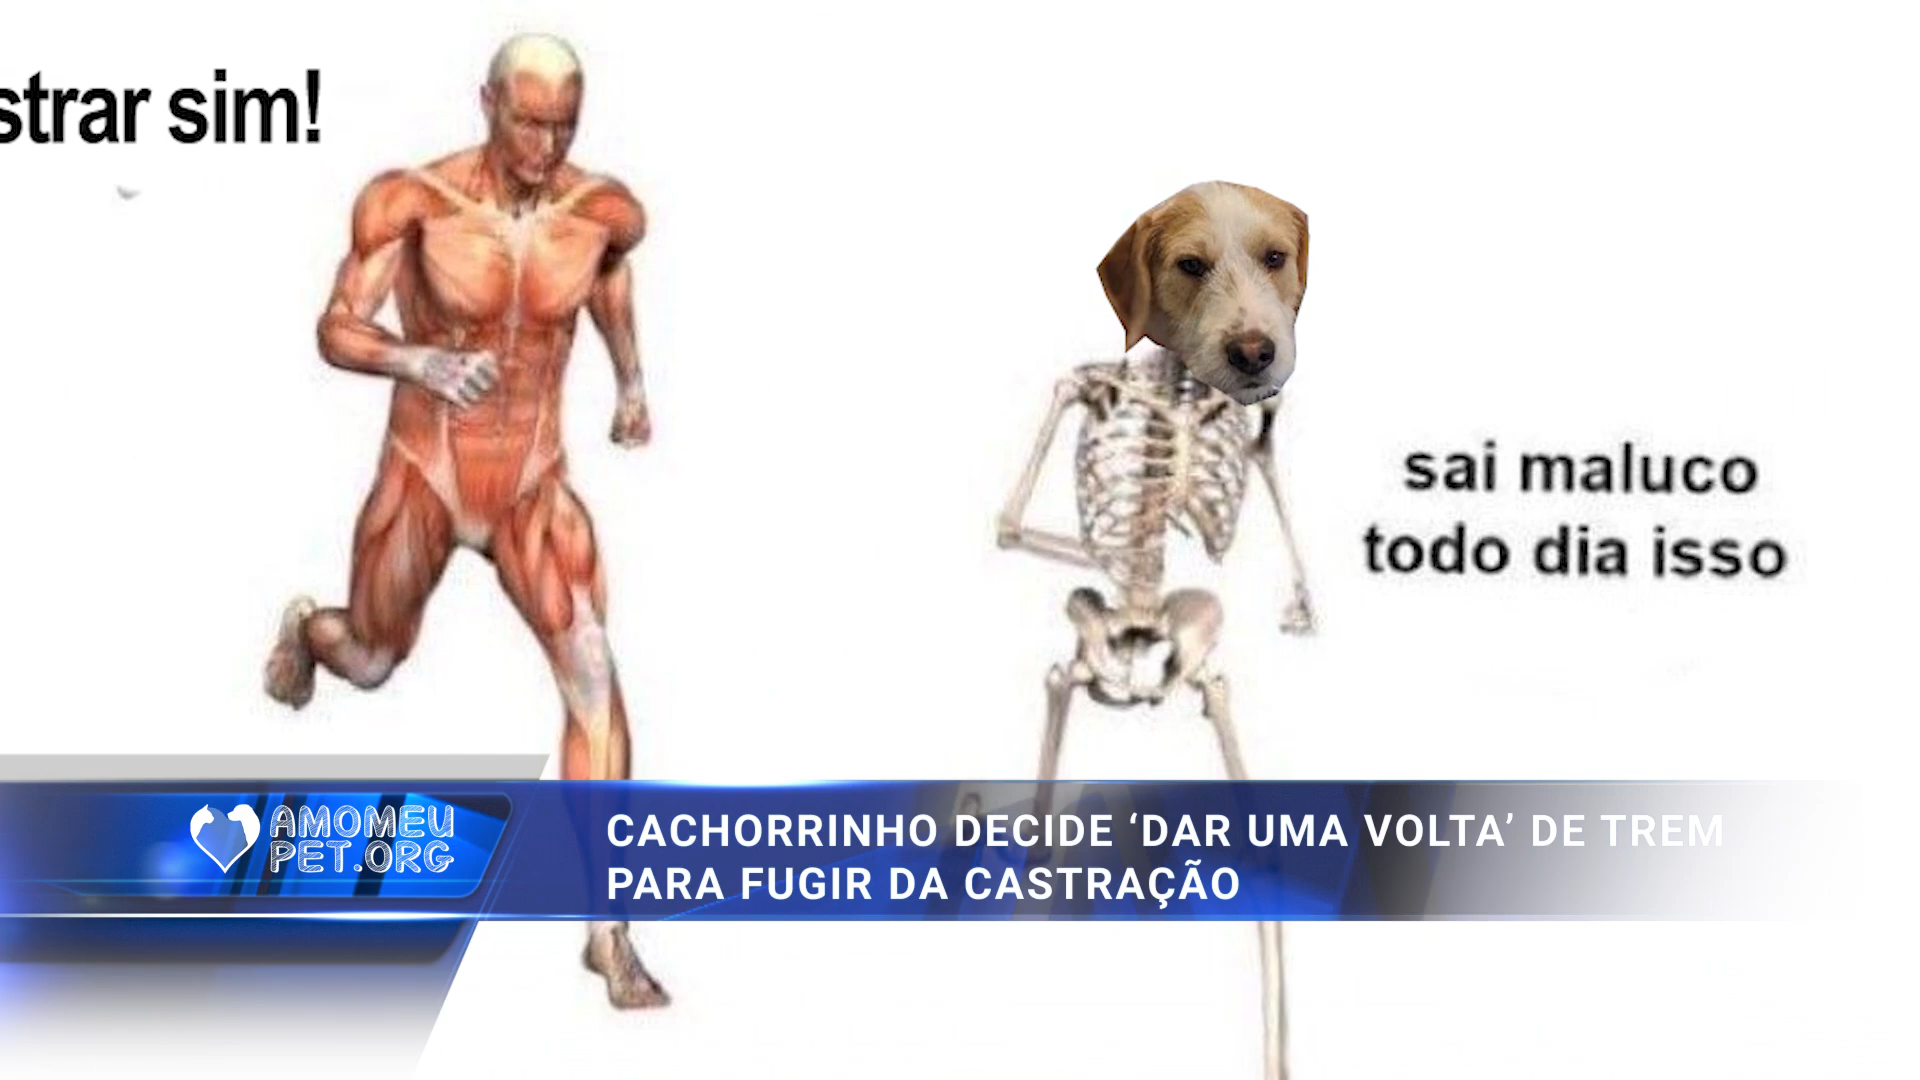 strar sim!
sai maluco
todo dia isso
AMOMEU
PET.ORG
CACHORRINHO DECIDE ‘DAR UMA VOLTA’ DE TREM
PARA FUGIR DA CASTRAÇÃO